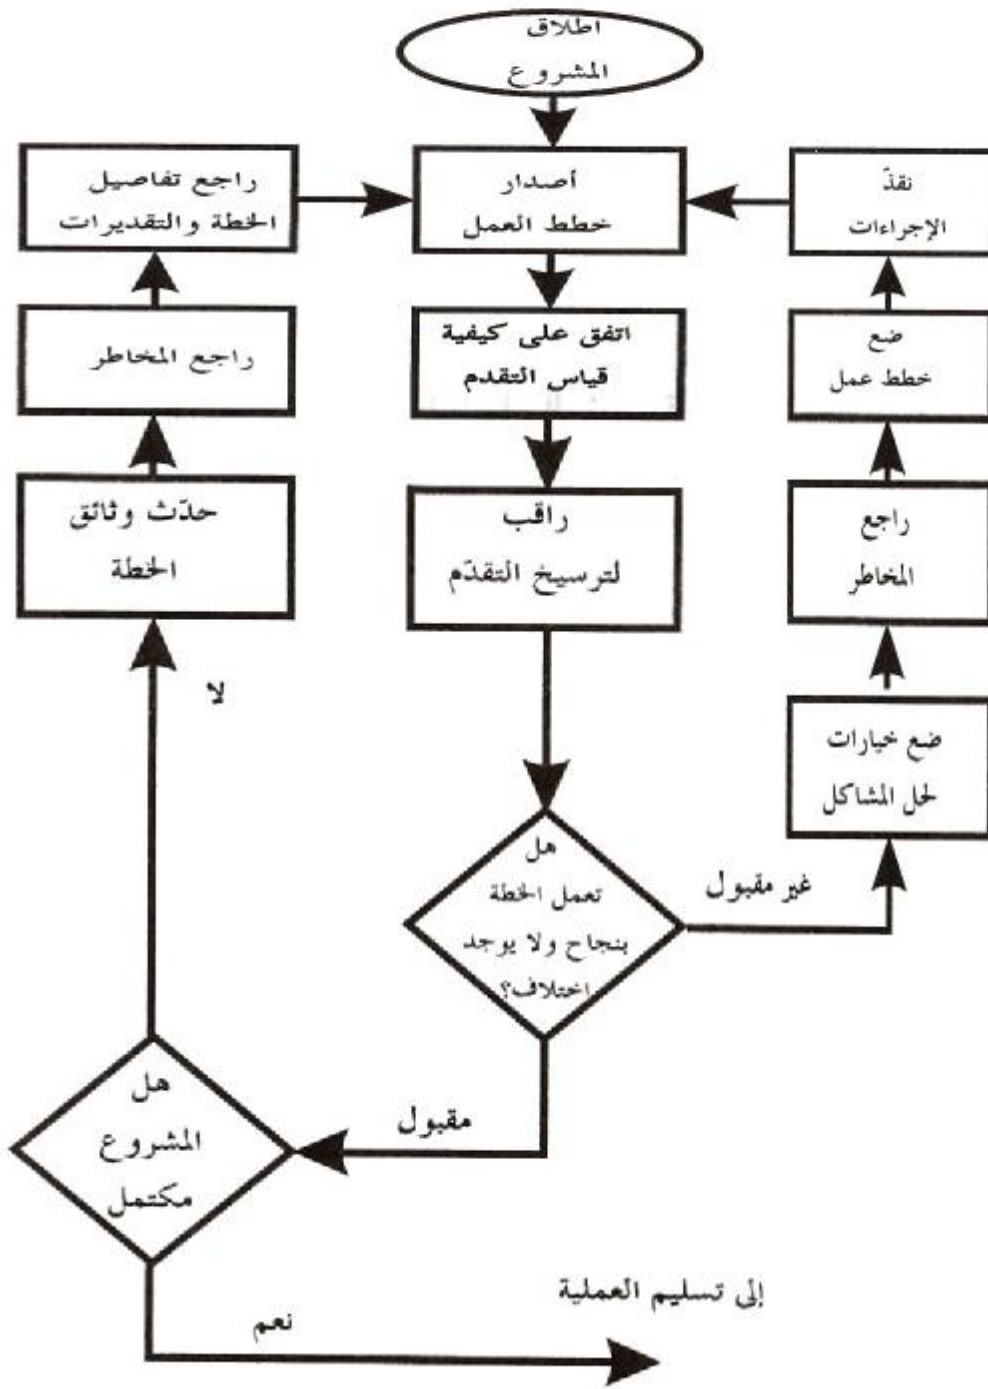 اطلاق
المشروع
أصدار
خطط العمل
اتفق على كيفية
قياس التقدم
راقب
لترسيخ التقدّم
هل
تعمل الخطة
بنجاح ولا يوجد
اختلاف؟
غير مقبول
ضع خيارات
لحل المشاكل
راجع
المخاطر
ضع
خطط عمل
نقذّ
الإجراءات
مقبول
هل
المشروع
مكتمل
لا
حدّث وثائق
الخطة
راجع المخاطر
راجع تفاصيل
الخطة والتقديرات
نعم
إلى تسليم العملية